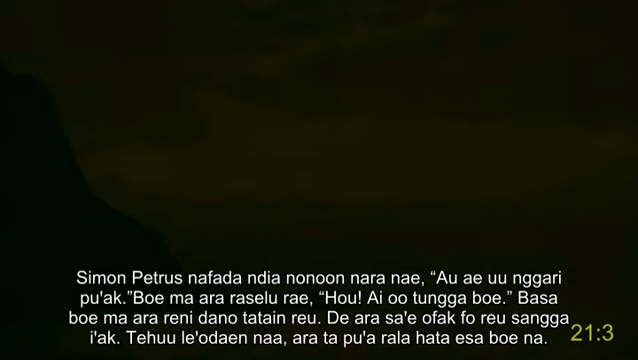 Simon Petrus nafada ndia nonoon nara nae, “Au ae uu nggari
pu'ak.”Boe ma ara raselu rae, “Hou! Ai oo tungga boe.” Basa
boe ma ara reni dano tatain reu. De ara sa'e ofak fo reu sangga
i'ak. Tehuu le'odaen naa, ara ta pu'a rala hata esa boe na.
21:3